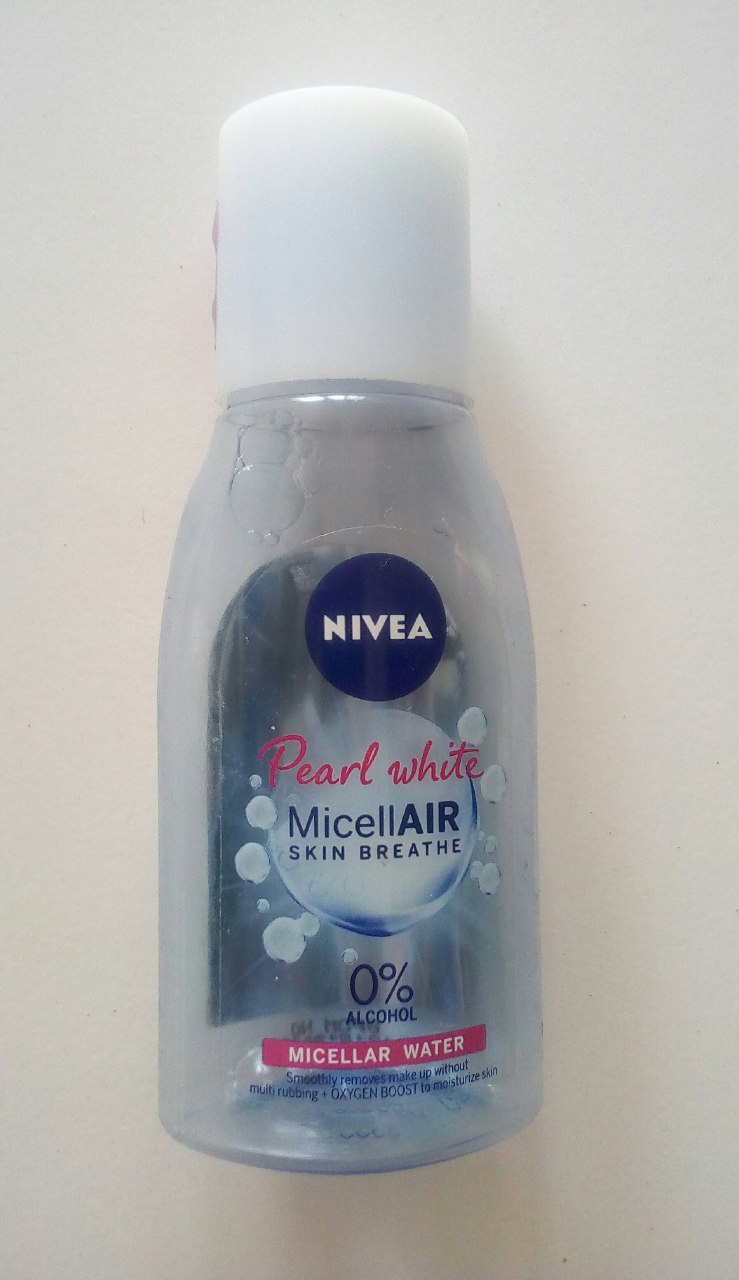 NIVEA
Pearl white
MicellAIR
SKIN BREATHE
0%
ALCOHOL
MICELLAR WATER
Smoothly removes make up without
multi rubbing + OXYGEN BOOST to moisturize skin